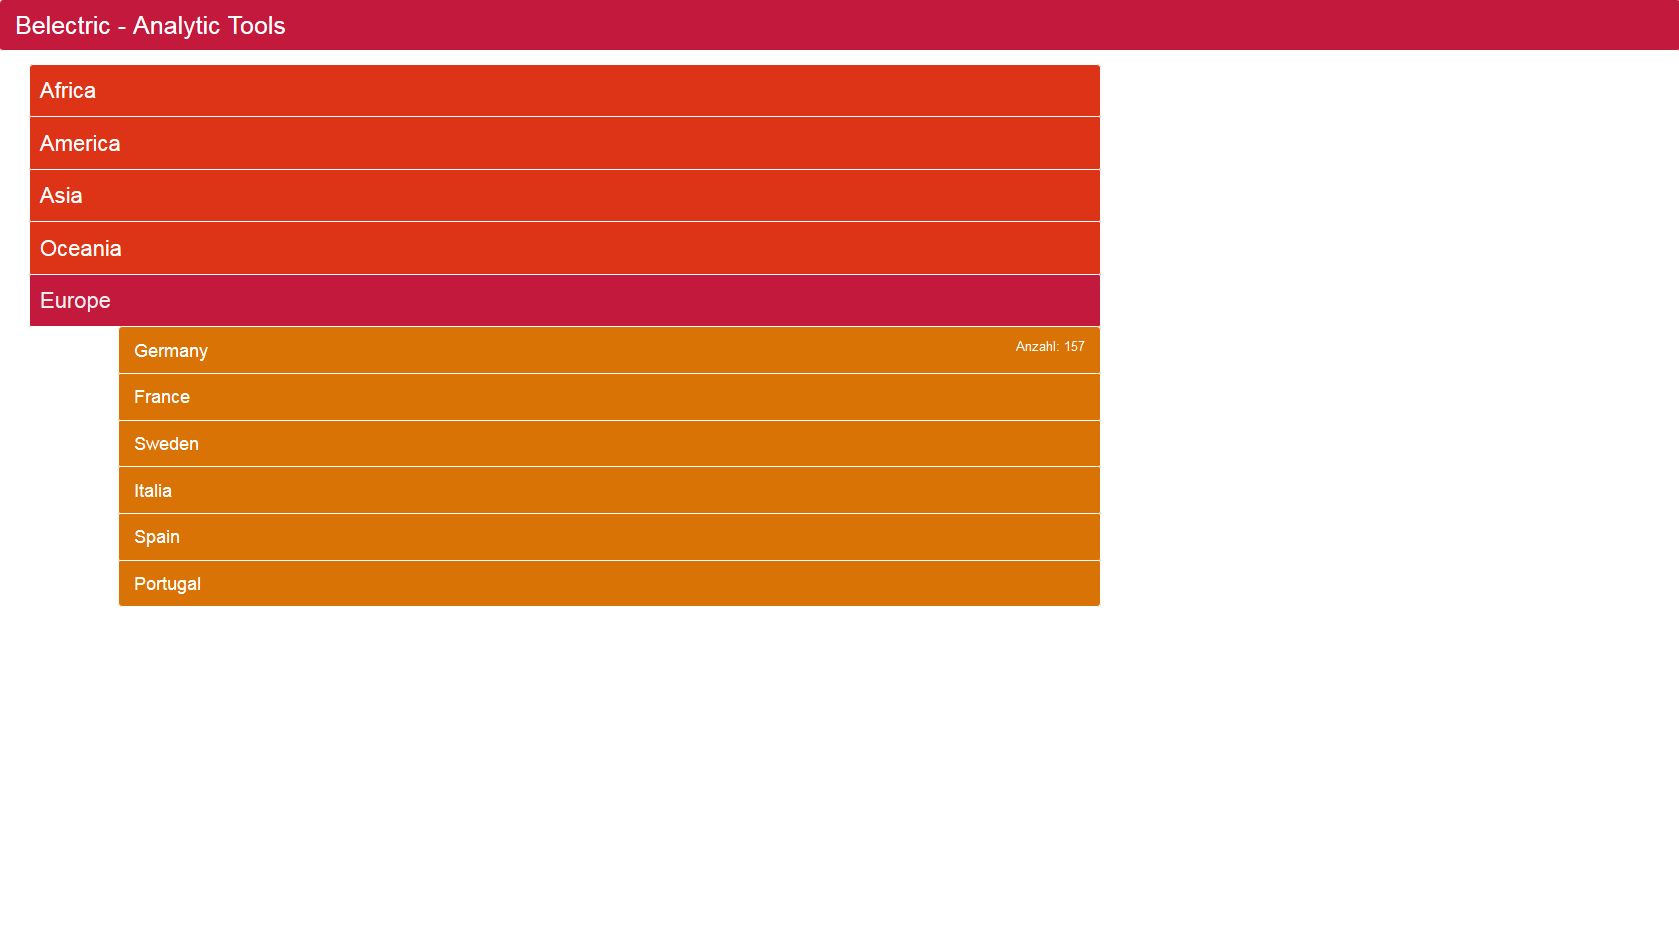 Belectric - Analytic Tools
Africa
America
Asia
Oceania
Europe
Germany Anzahl: 157
France
Sweden
Italia
Spain
Portugal